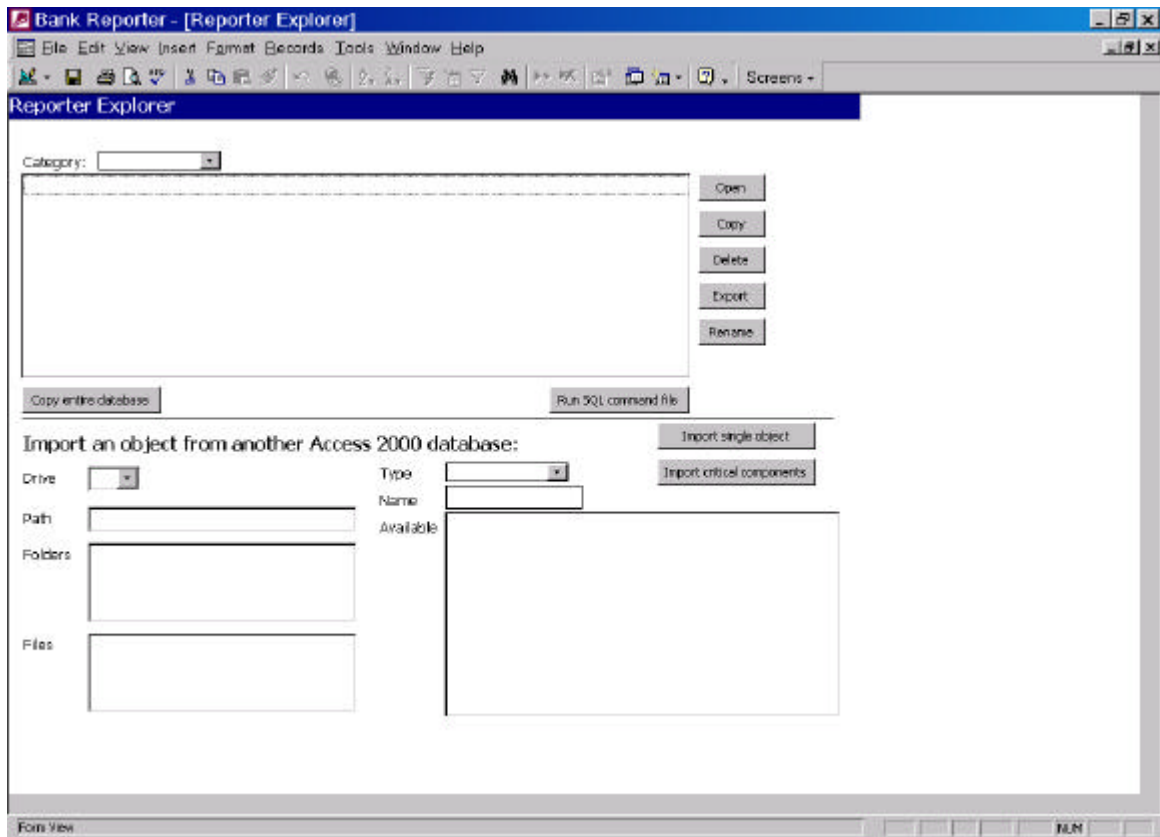 Bank Reporter - [Reporter Explorer]
File Edit View Insert Format Records Tools Window Help
Screens
Reporter Explorer
Category:
Open
Copy
Delete
Export
Rename
Copy entire database
Run SQL command file
Import an object from another Access 2000 database:
Import single object
Import critical components
Drive
Type
Name
Path
Available
Folders
Files
Form View
NUM